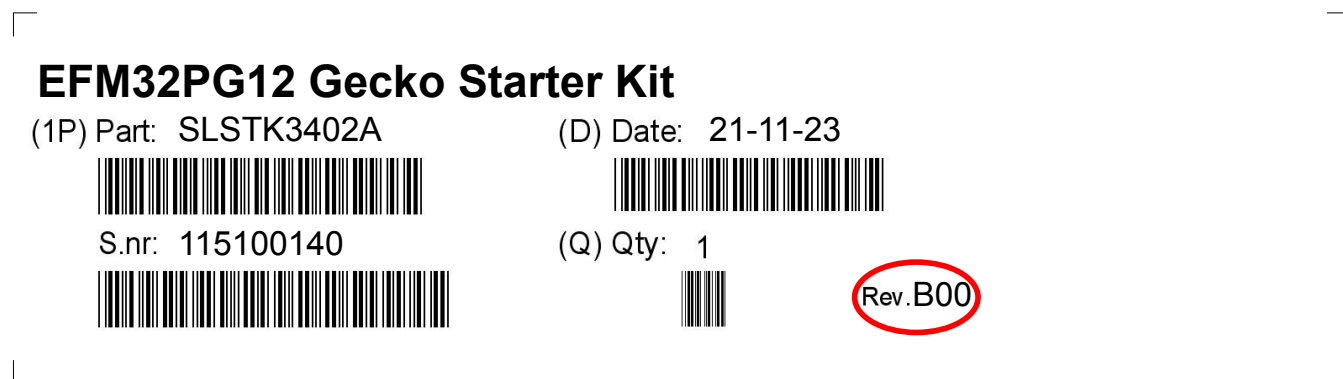 EFM32PG12 Gecko Starter Kit
(1P) Part: SLSTK3402A
(D) Date: 21-11-23
S.nr: 115100140
(Q) Qty: 1
Rev.B00